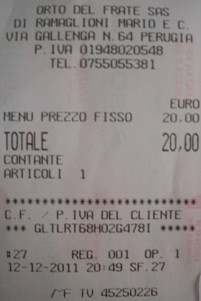 ORTO DEL FRATE SAS
DI RAMAGLIONI MARIO E C.
VIA GALLENGA N.64 PERUGIA
P.IVA 01948020548
TEL.0755055381
EURO
MENU PREZZO FISSO 20,00
TOTALE 20,00
CONTANTE
ARTICOLI 1
C.F. / P.IVA DEL CLIENTE
*** GLTLRT68H02G478I ***
#27 REG. 001 OP. 1
12-12-2011 20:49 SF.27
MF TV 45250226